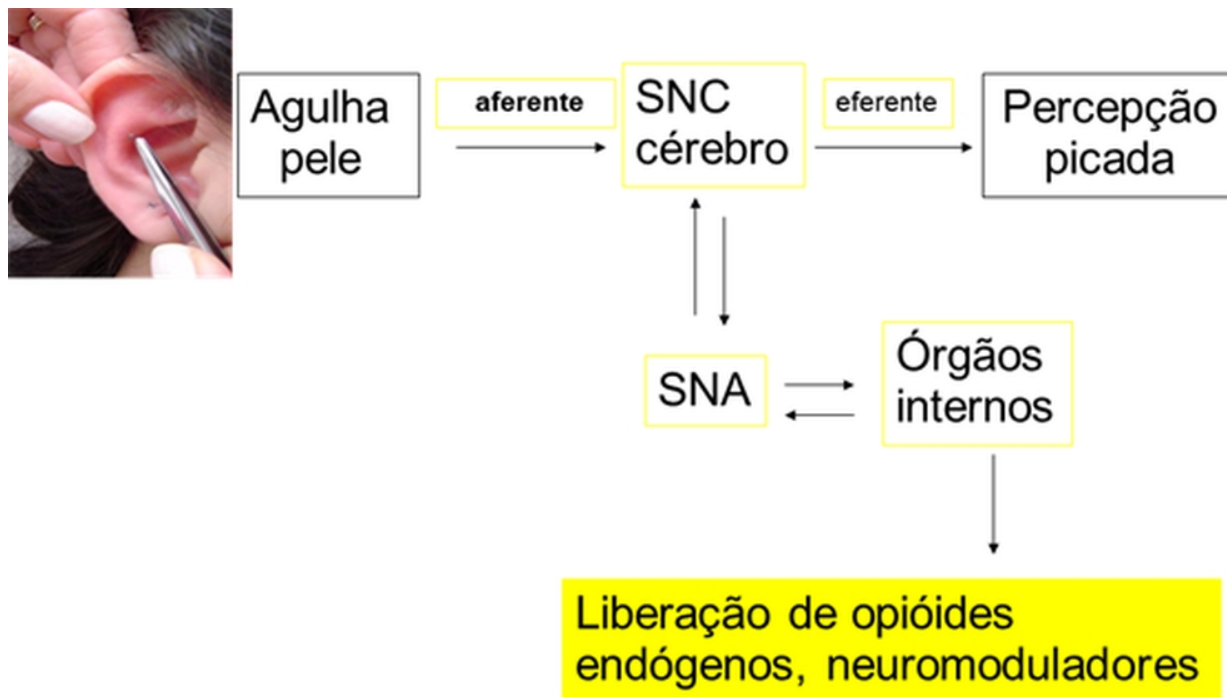 Agulha
pele
aferente
SNC
cérebro
eferente
Percepção
picada
SNA
Órgãos
internos
Liberação de opióides
endógenos, neuromoduladores